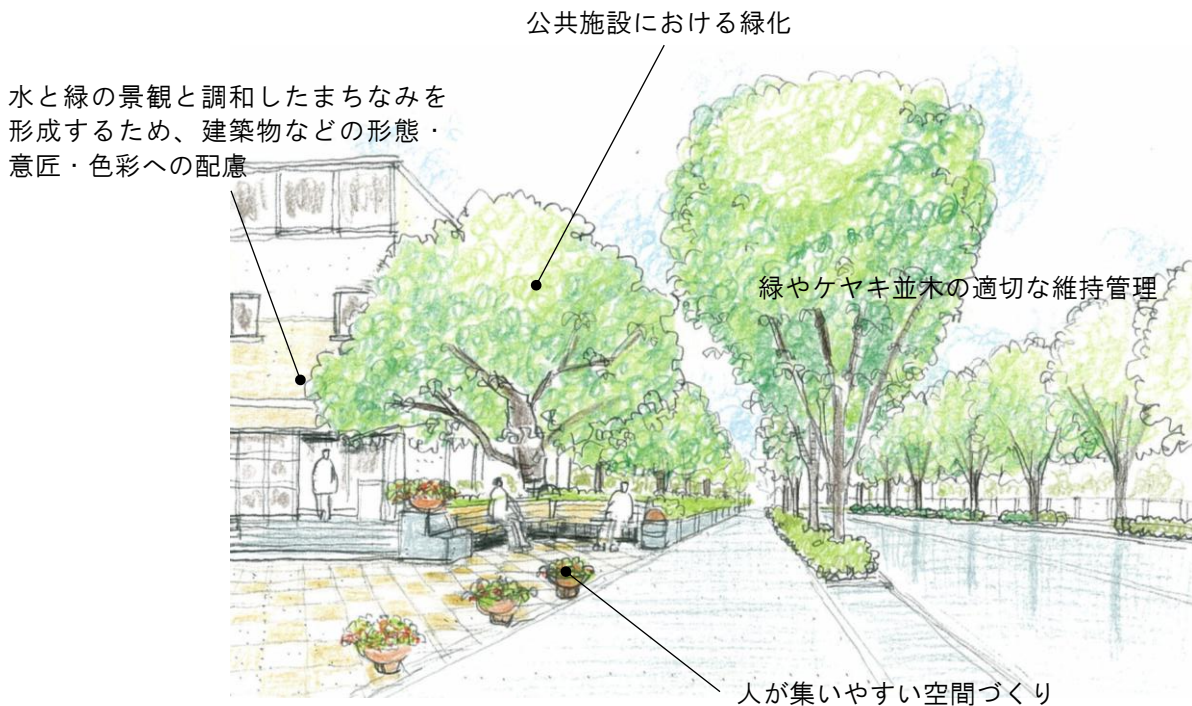 公共施設における緑化
水と緑の景観と調和したまちなみを
形成するため、建築物などの形態・
意匠・色彩への配慮
緑やケヤキ並木の適切な維持管理
人が集いやすい空間づくり